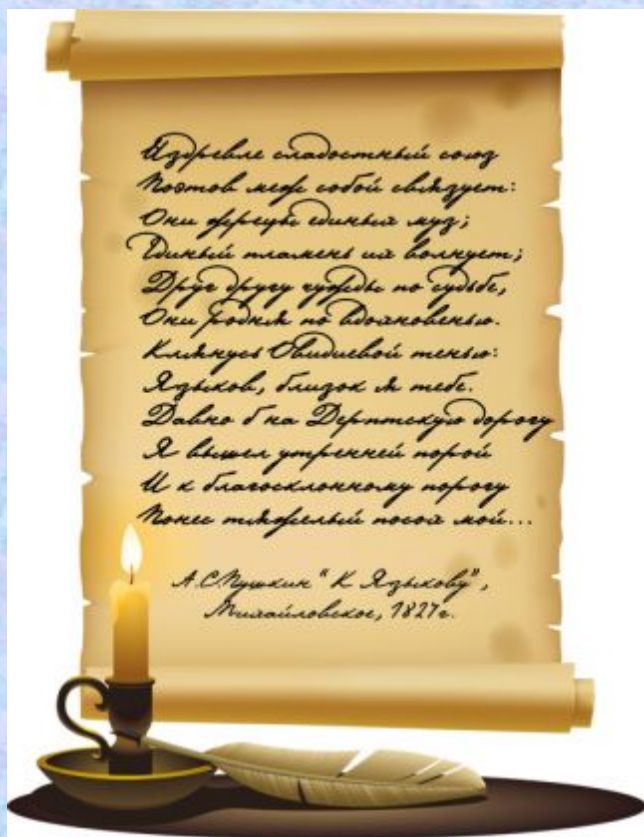 Издревле сладостный союз
Поэтов меж собой связует:
Они жрецы единых муз;
Единый пламень их волнует;
Друг другу чужды по судьбе,
Они родня по вдохновенью.
Клянусь Овидиевой тенью:
Языков, близок я тебе.
Давно б на Дерптскую дорогу
Я вышел утренней порой
И к благосклонному порогу
Понес тяжелый посох мой...
А.С.Пушкин "К Языкову",
Михайловское, 1827г.